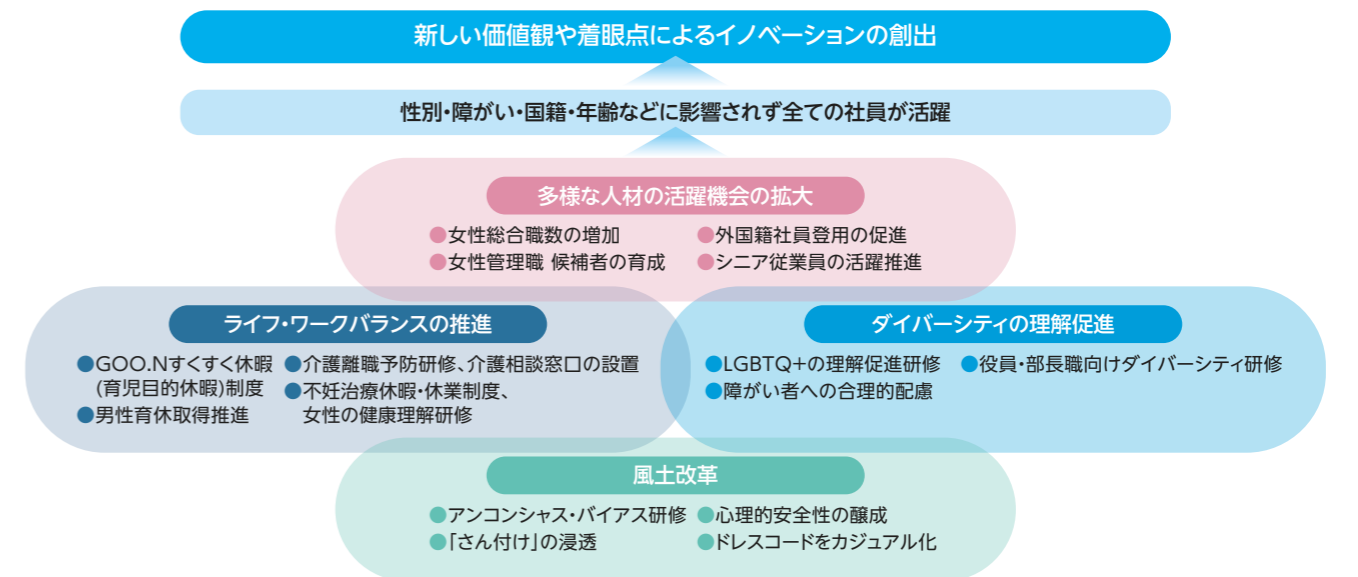 新しい価値観や着眼点によるイノベーションの創出
性別・障がい・国籍・年齢などに影響されず全ての社員が活躍
多様な人材の活躍機会の拡大
●女性総合職数の増加
●女性管理職 候補者の育成
●外国籍社員登用の促進
●シニア従業員の活躍推進
ライフ・ワークバランスの推進
●GOO.Nすくすく休暇
(育児目的休暇)制度
●男性育休取得推進
●介護離職予防研修、介護相談窓口の設置
●不妊治療休暇・休業制度、
女性の健康理解研修
ダイバーシティの理解促進
●LGBTQ+の理解促進研修
●障がい者への合理的配慮
●役員・部長職向けダイバーシティ研修
風土改革
●アンコンシャス・バイアス研修
●「さん付け」の浸透
●心理的安全性の醸成
●ドレスコードをカジュアル化